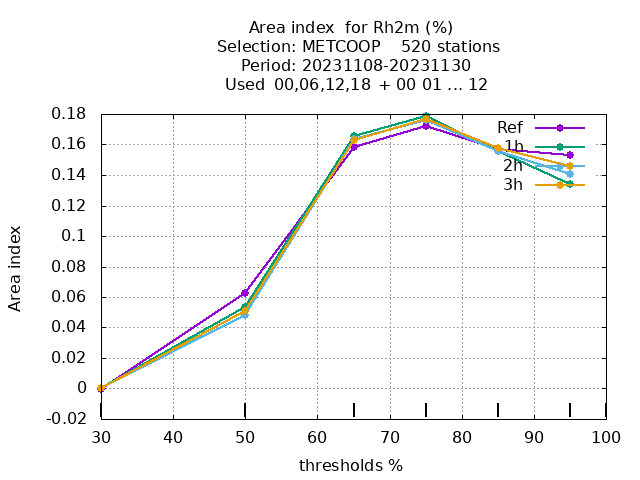 Area index  for Rh2m (%)
Selection: METCOOP    520 stations
Period: 20231108-20231130
Used  00,06,12,18  + 00 01 ... 12
Area index
0.18
0.16
0.14
0.12
0.1
0.08
0.06
0.04
0.02
0
-0.02
Ref
1h
2h
3h
30 40 50 60 70 80 90 100
thresholds %